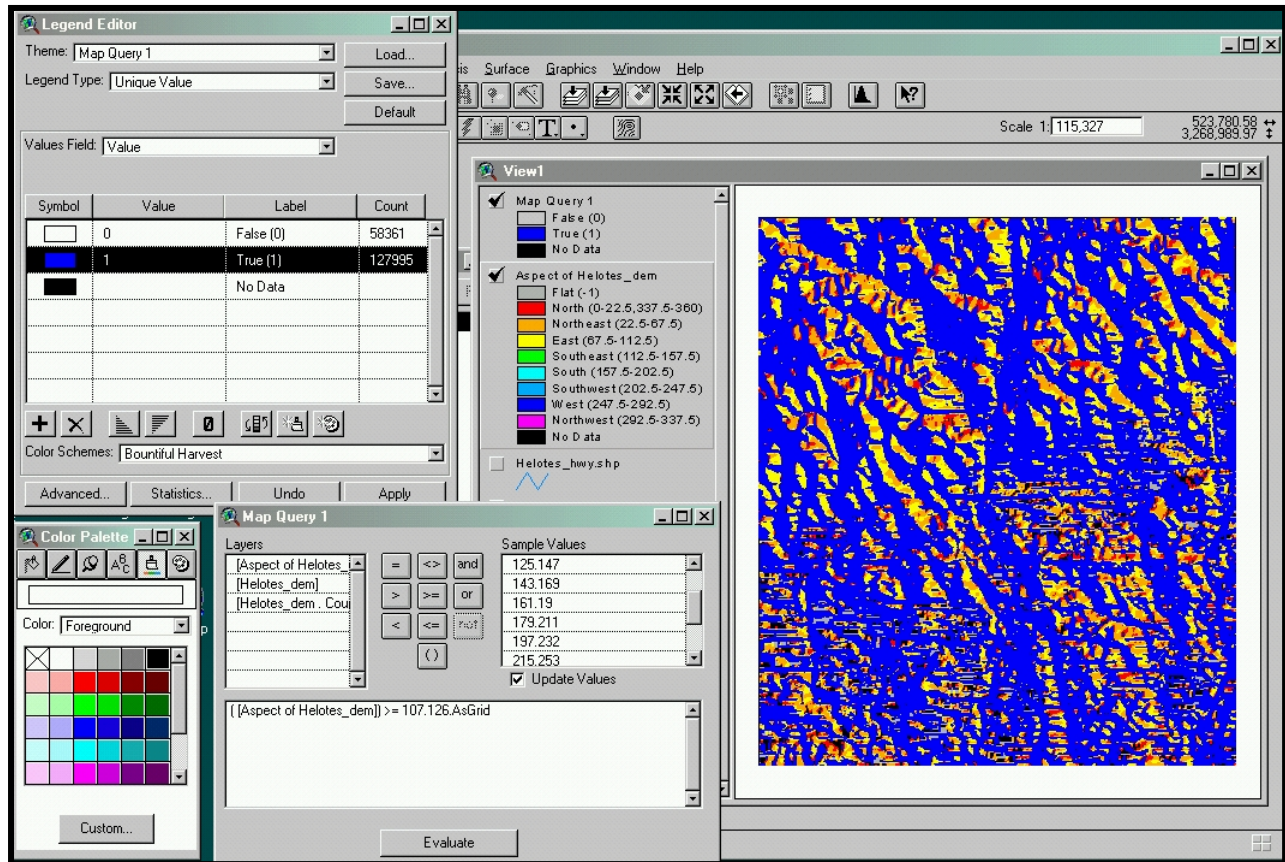 Legend Editor
Theme: Map Query 1
Load...
Legend Type: Unique Value
Save...
Default
Values Field: Value
Symbol Value Label Count
0 False (0) 58361
1 True (1) 127995
No Data
Color Schemes: Bountiful Harvest
Advanced... Statistics... Undo Apply
is Surface Graphics Window Help
T.
Scale 1: 115,327
523,780.58
3,268,989.97
View1
Map Query 1
False (0)
True (1)
No Data
Aspect of Helotes_dem
Flat (-1)
North (0-22.5,337.5-360)
Northeast (22.5-67.5)
East (67.5-112.5)
Southeast (112.5-157.5)
South (157.5-202.5)
Southwest (202.5-247.5)
West (247.5-292.5)
Northwest (292.5-337.5)
No Data
Helotes_hwy.shp
Color Palette
ABC
Color: Foreground
Custom...
Map Query 1
Layers
[Aspect of Helotes_
[Helotes_dem]
[Helotes_dem . Cou
= <> and
> >= or
< <= not
( )
Sample Values
125.147
143.169
161.19
179.211
197.232
215.253
Update Values
( [Aspect of Helotes_dem]) >= 107.126.AsGrid
Evaluate